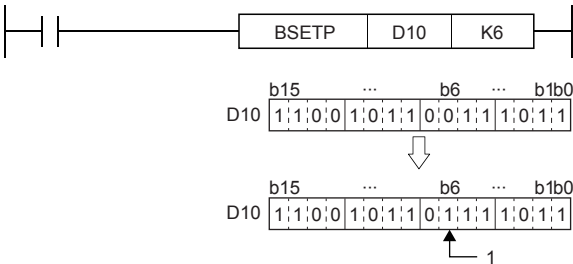 BSETP D10 K6
b15 ... b6 ... b1b0
D10 1 1 0 0 1 0 1 1 0 0 1 1 1 0 1 1
b15 ... b6 ... b1b0
D10 1 1 0 0 1 0 1 1 0 1 1 1 1 0 1 1
1